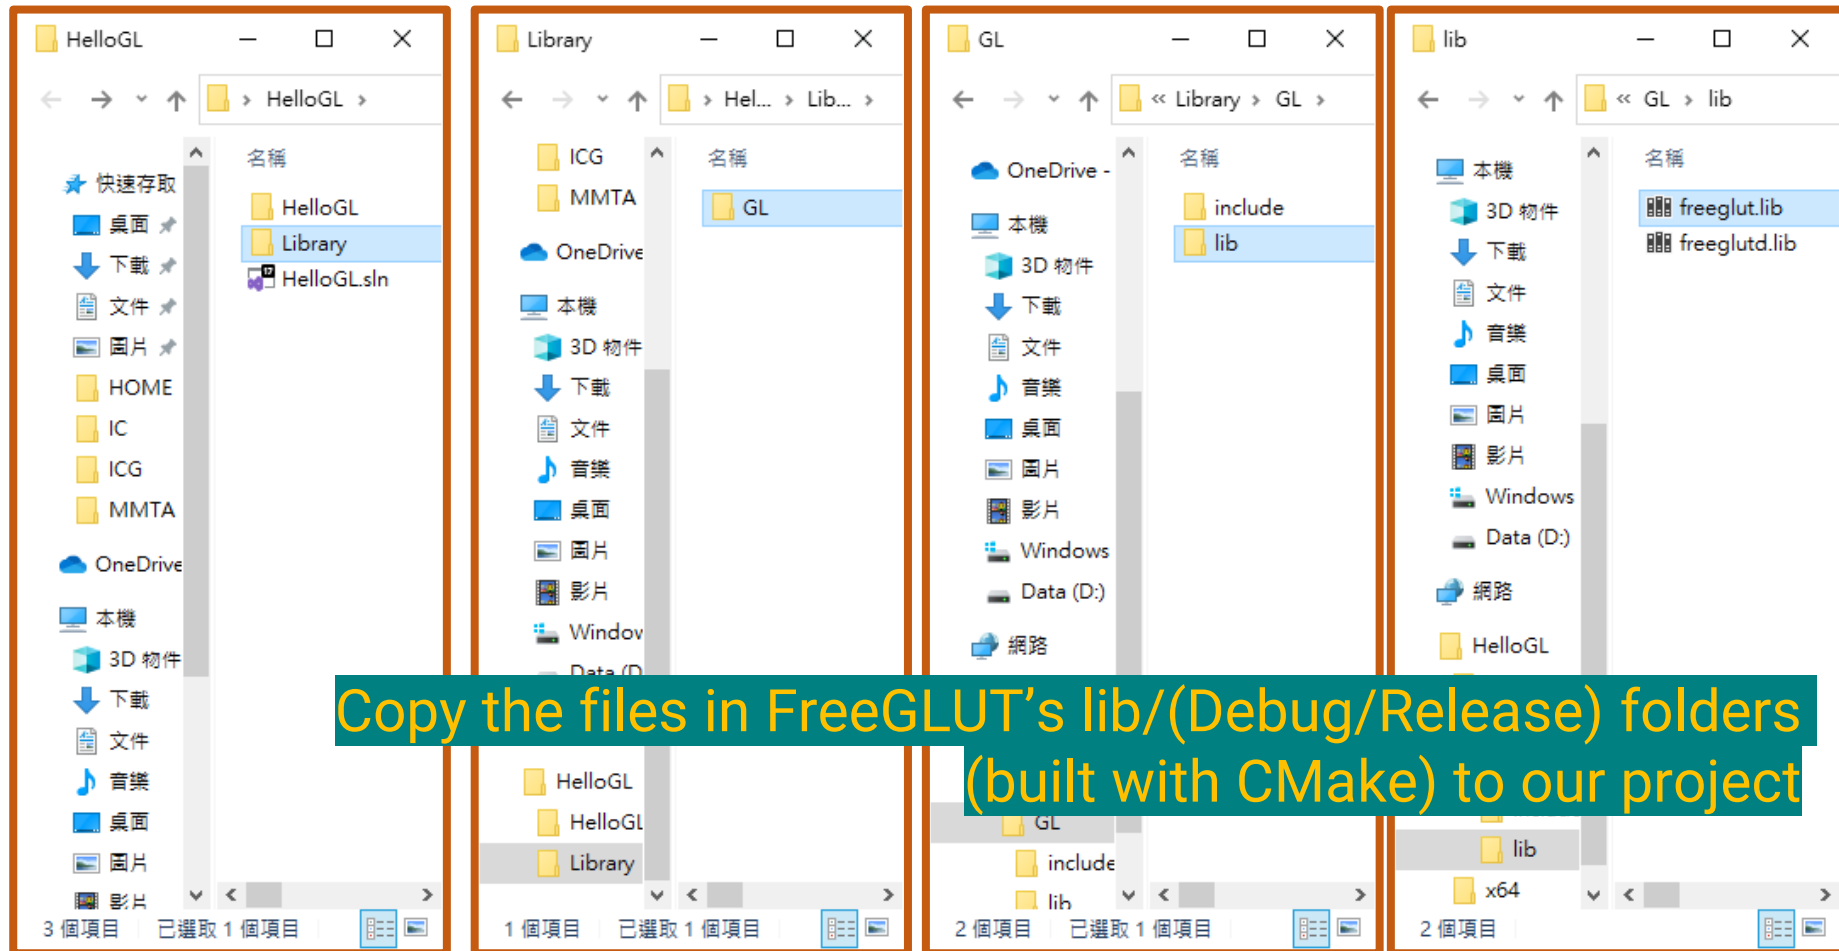 HelloGL
HelloGL
名稱
快速存取
桌面
下載
文件
圖片
HOME
IC
ICG
MMTA
OneDrive
本機
3D 物件
下載
文件
音樂
桌面
圖片
影片
HelloGL
Library
HelloGL.sln
3 個項目 已選取 1 個項目
Library
Hel... Lib...
名稱
ICG
MMTA
OneDrive
本機
3D 物件
下載
文件
音樂
桌面
圖片
影片
Window
Data (D
HelloGL
HelloGL
Library
GL
1 個項目 已選取 1 個項目
GL
« Library GL
名稱
OneDrive -
本機
3D 物件
下載
文件
音樂
桌面
圖片
影片
Windows
Data (D:)
網路
GL
include
lib
include
lib
2 個項目 已選取 1 個項目
lib
« GL lib
名稱
本機
3D 物件
下載
文件
音樂
桌面
圖片
影片
Windows
Data (D:)
網路
HelloGL
lib
x64
freeglut.lib
freeglutd.lib
2 個項目
Copy the files in FreeGLUT’s lib/(Debug/Release) folders
(built with CMake) to our project